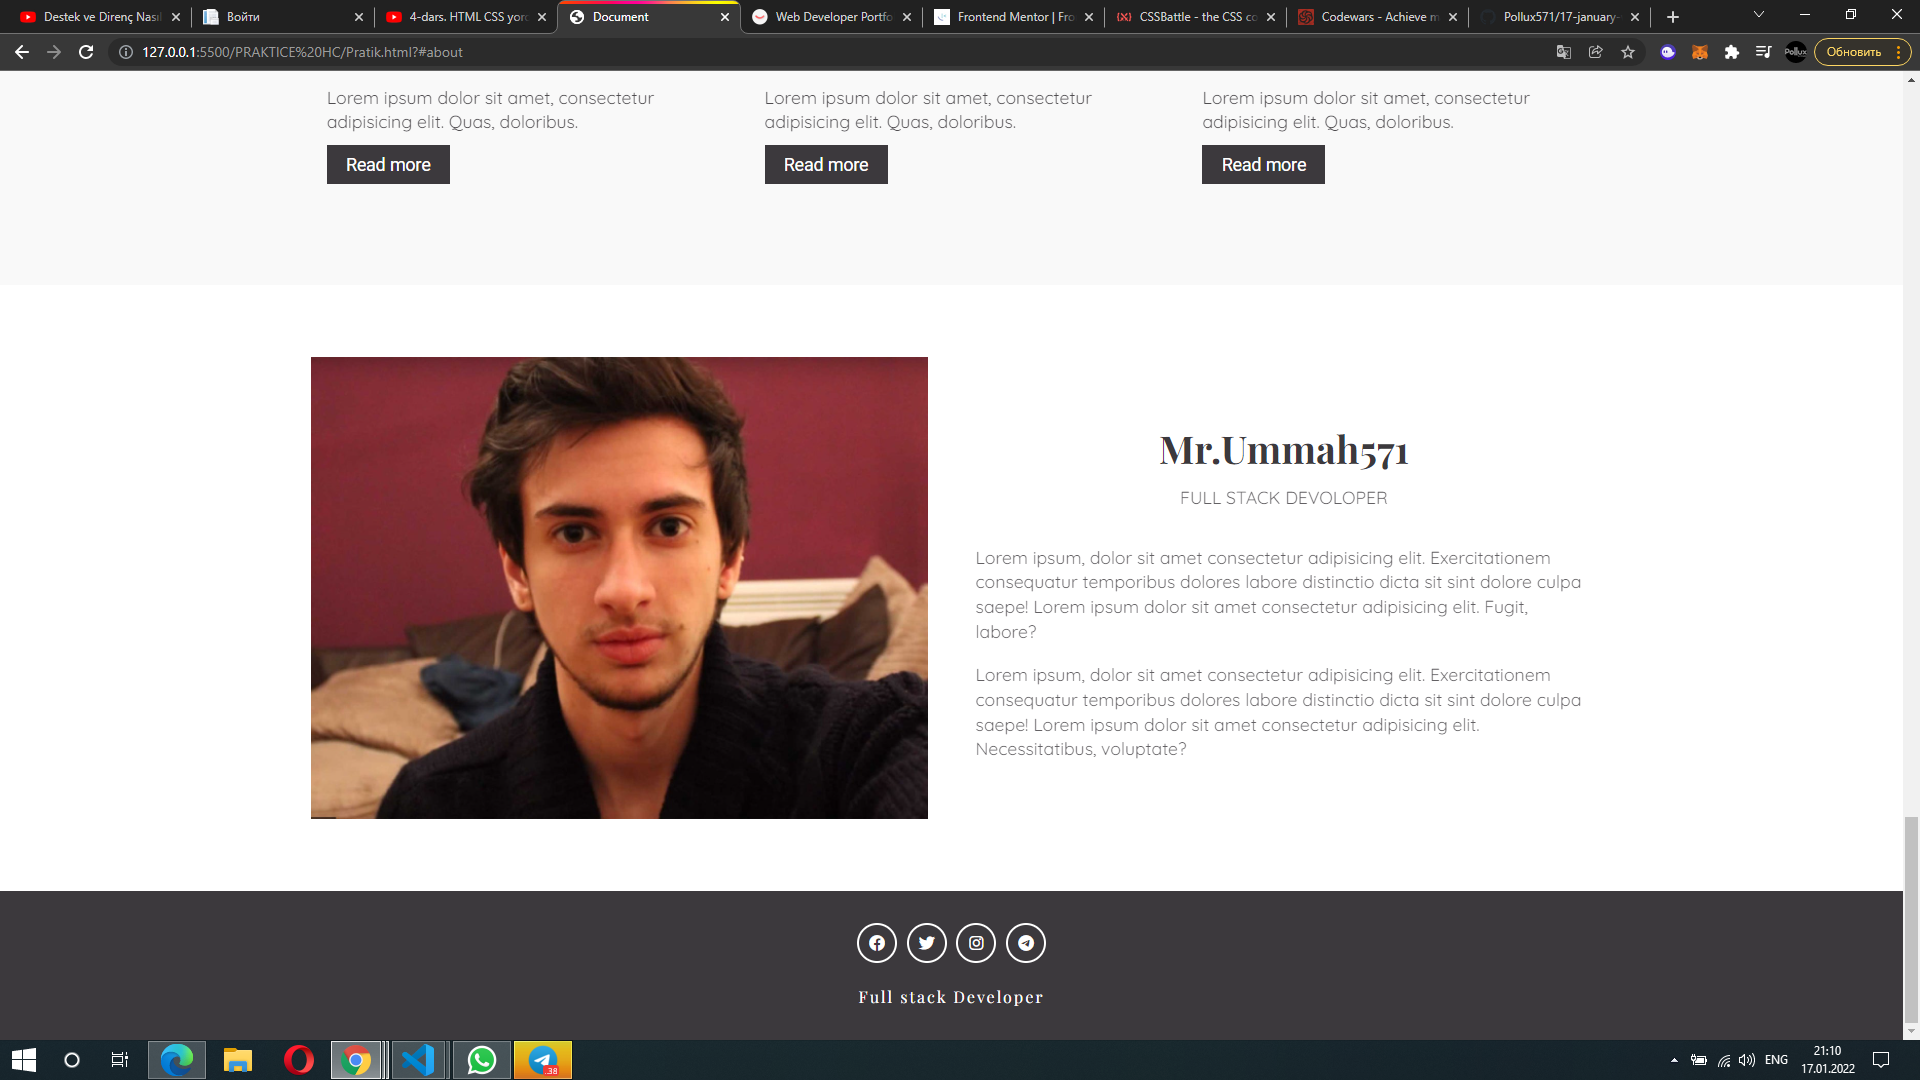 Destek ve Direnç Nasıl
Войти
4-dars. HTML CSS yord
Document
Web Developer Portfo
Frontend Mentor | Fro
CSSBattle - the CSS co
Codewars - Achieve m
Pollux571/17-january-
127.0.0.1:5500/PRAKTICE%20HC/Pratik.html?#about
Обновить
Lorem ipsum dolor sit amet, consectetur
adipisicing elit. Quas, doloribus.
Read more
Lorem ipsum dolor sit amet, consectetur
adipisicing elit. Quas, doloribus.
Read more
Lorem ipsum dolor sit amet, consectetur
adipisicing elit. Quas, doloribus.
Read more
Mr.Ummah571
FULL STACK DEVOLOPER
Lorem ipsum, dolor sit amet consectetur adipisicing elit. Exercitationem
consequatur temporibus dolores labore distinctio dicta sit sint dolore culpa
saepe! Lorem ipsum dolor sit amet consectetur adipisicing elit. Fugit,
labore?
Lorem ipsum, dolor sit amet consectetur adipisicing elit. Exercitationem
consequatur temporibus dolores labore distinctio dicta sit sint dolore culpa
saepe! Lorem ipsum dolor sit amet consectetur adipisicing elit.
Necessitatibus, voluptate?
Full stack Developer
38
ENG
21:10
17.01.2022